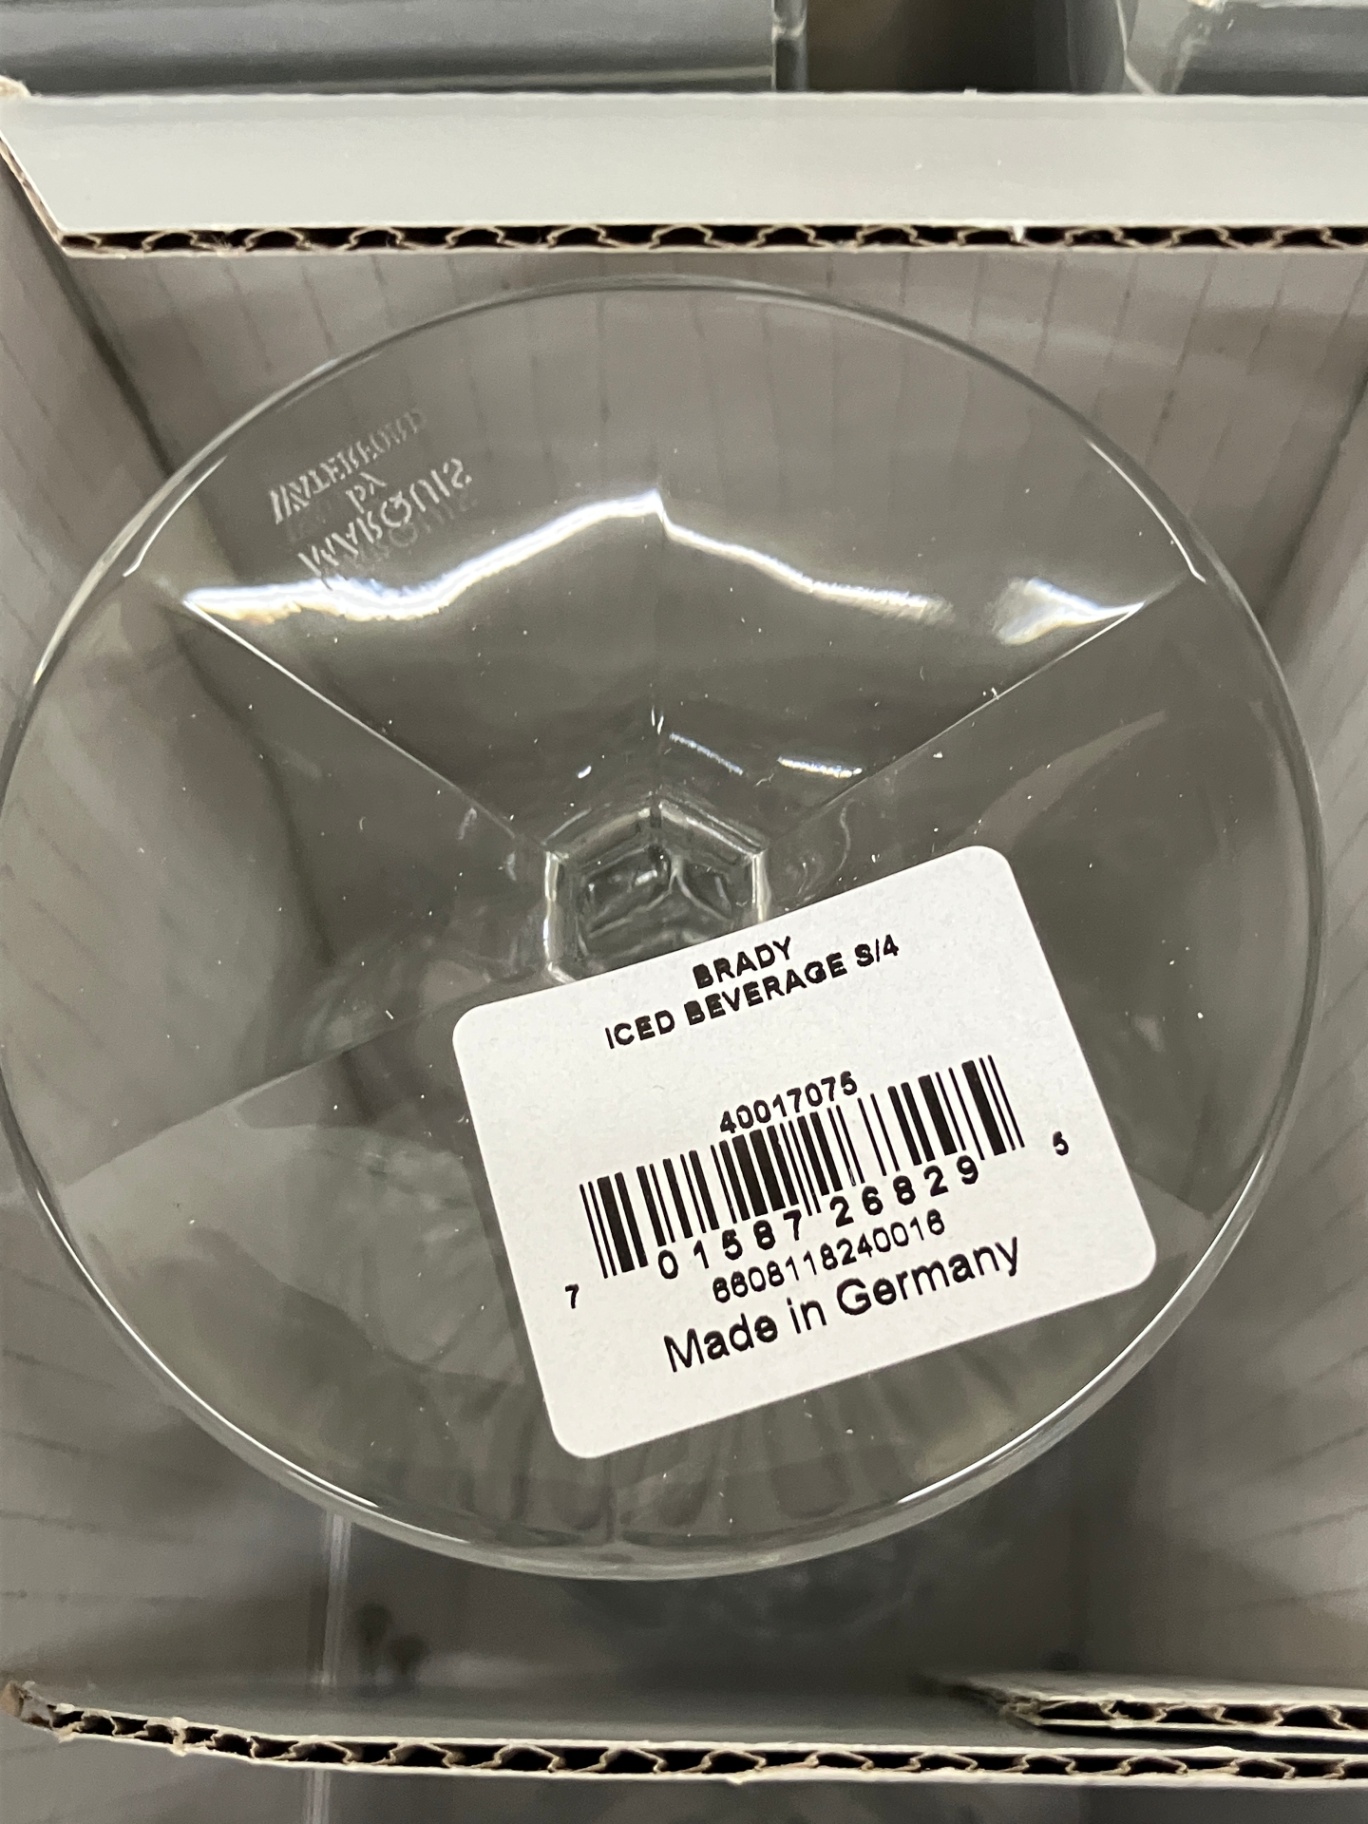 MARQUIS
by
WATERFORD
BRADY
ICED BEVERAGE S/4
40017075
7 01587 26829 5
6608118240016
Made in Germany